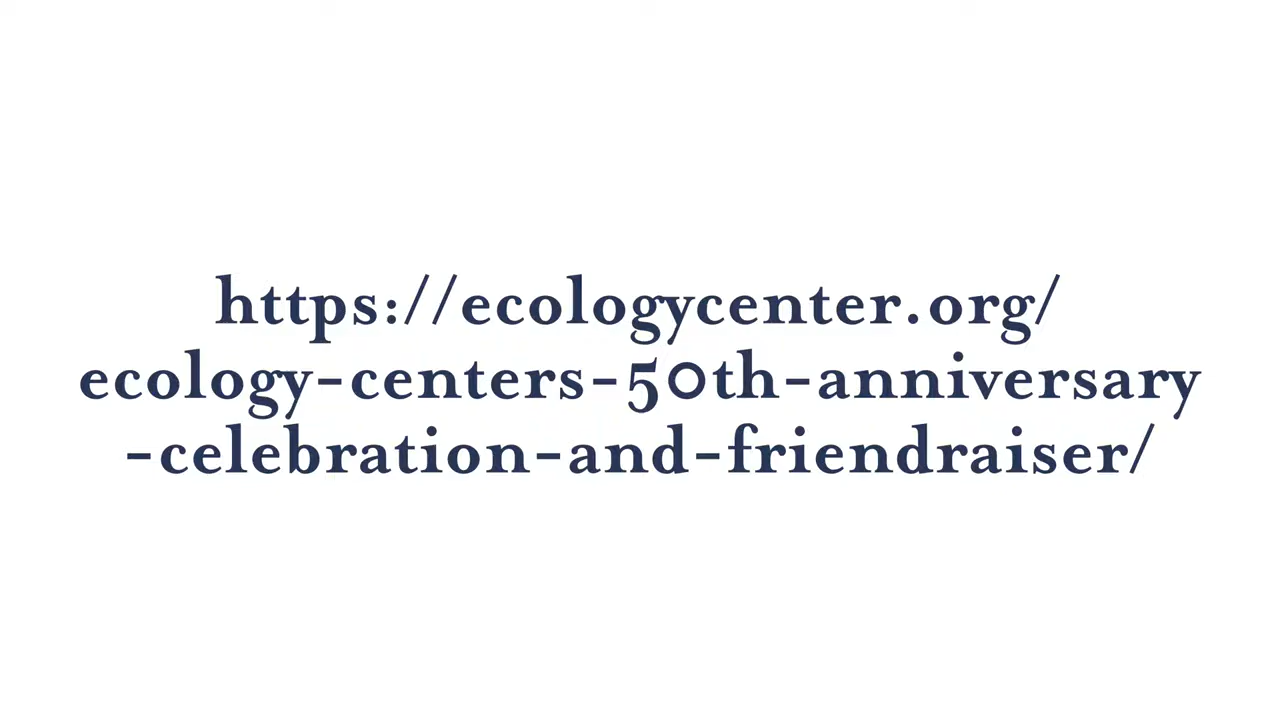 https://ecologycenter.org/
ecology-centers-50th-anniversary
-celebration-and-friendraiser/